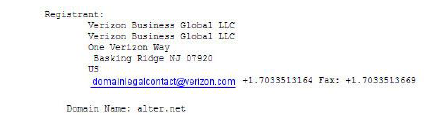 Registrant:
Verizon Business Global LLC
Verizon Business Global LLC
One Verizon Way
Basking Ridge NJ 07920
US
domainlegalcontact@verizon.com +1.7033513164 Fax: +1.7033513669
Domain Name: alter.net